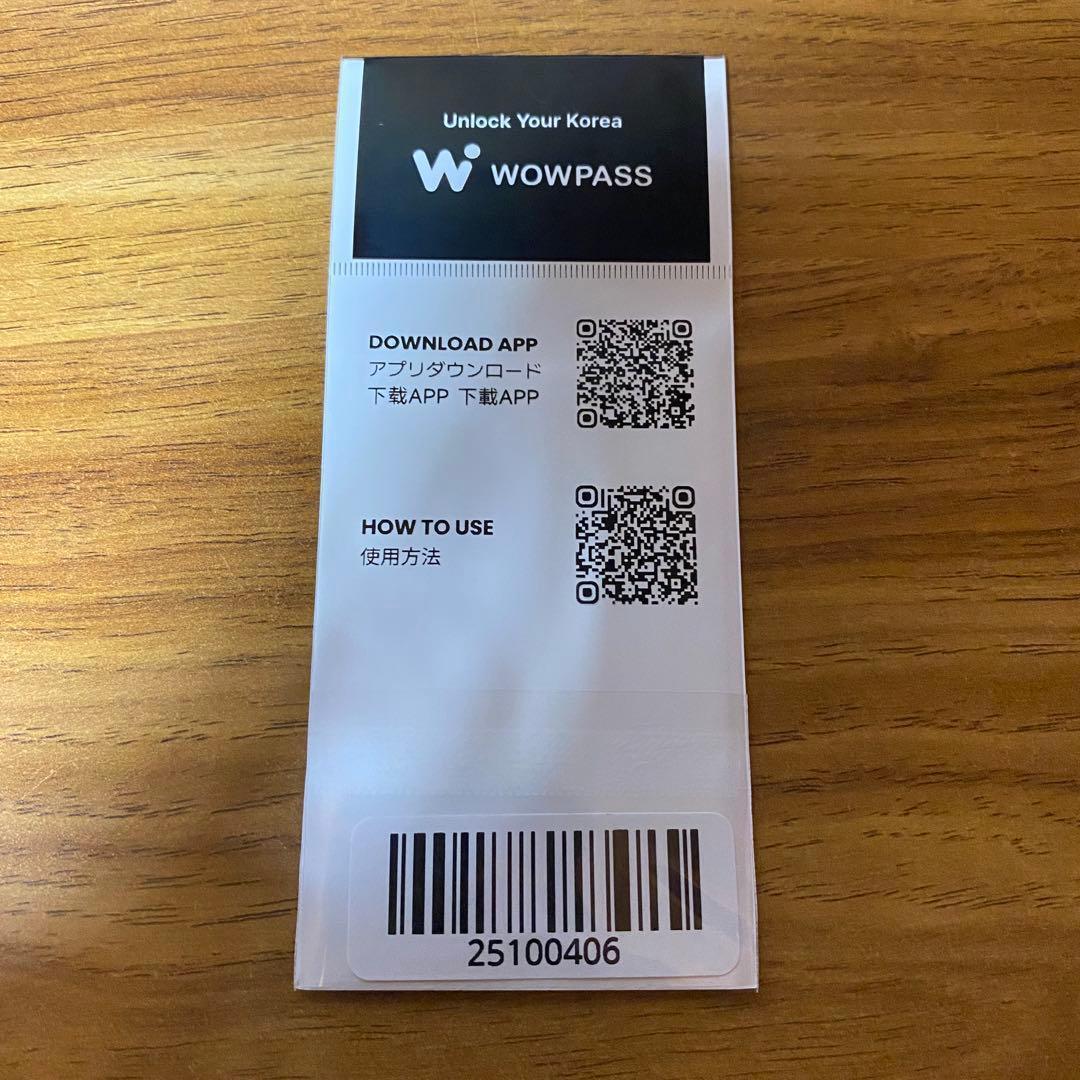 Unlock Your Korea
WOWPASS
DOWNLOAD APP
アプリダウンロード
下载APP 下載APP
HOW TO USE
使用方法
25100406